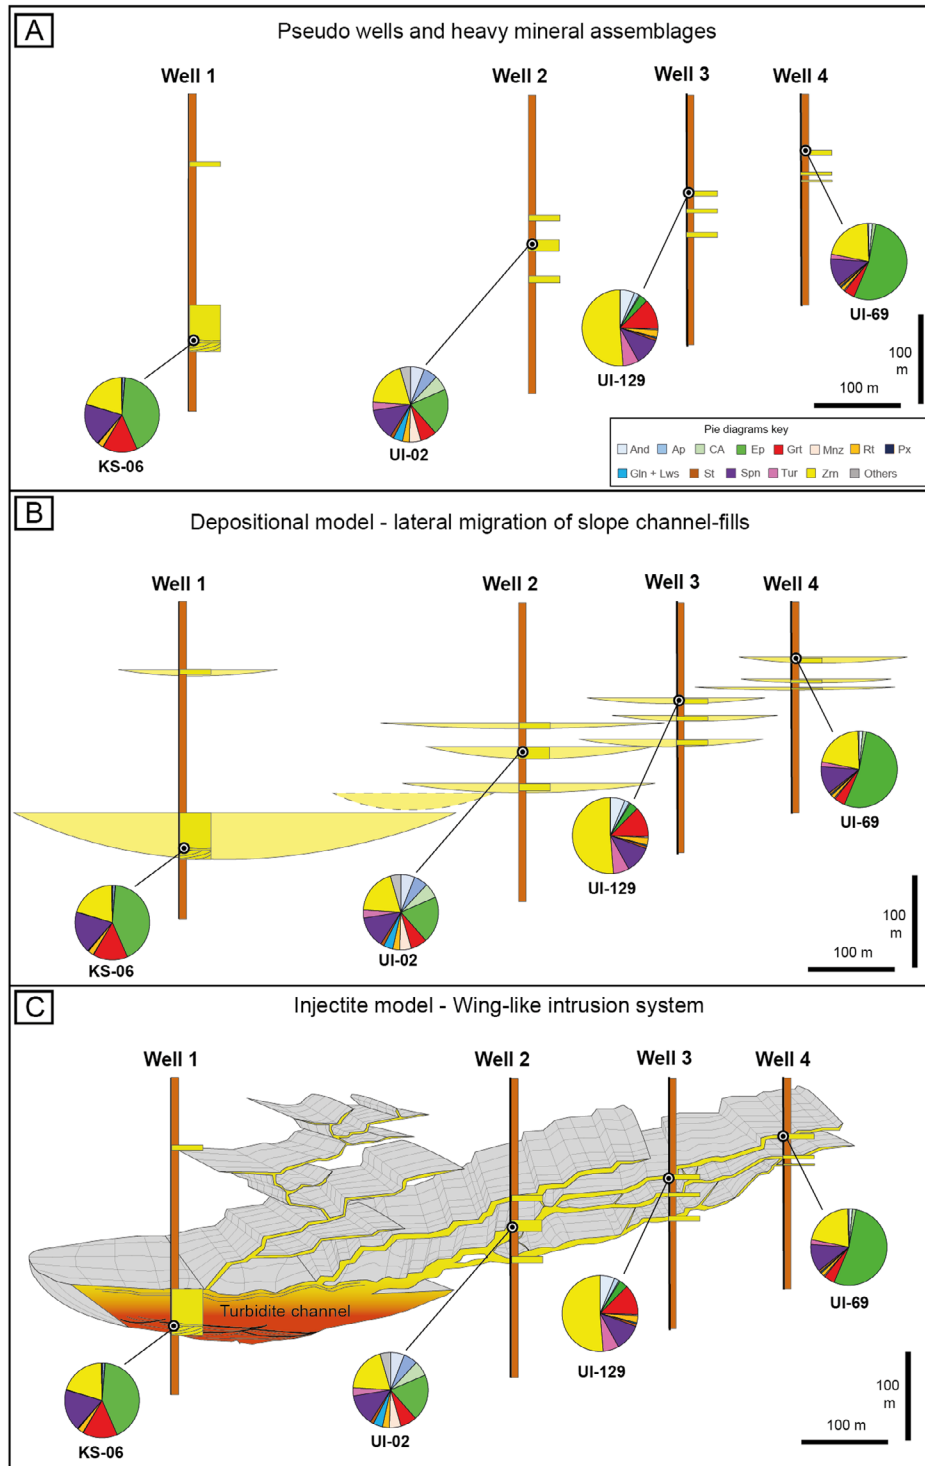 A
Pseudo wells and heavy mineral assemblages
Well 1
Well 2
Well 3
Well 4
KS-06
UI-02
UI-129
UI-69
100 m
100
m
Pie diagrams key
And Ap CA Ep Grt Mnz Rt Px
Gln + Lws St Spn Tur Zrn Others
B
Depositional model - lateral migration of slope channel-fills
Well 1
Well 2
Well 3
Well 4
KS-06
UI-02
UI-129
UI-69
100 m
100
m
C
Injectite model - Wing-like intrusion system
Well 1
Well 2
Well 3
Well 4
Turbidite channel
KS-06
UI-02
UI-129
UI-69
100 m
100
m